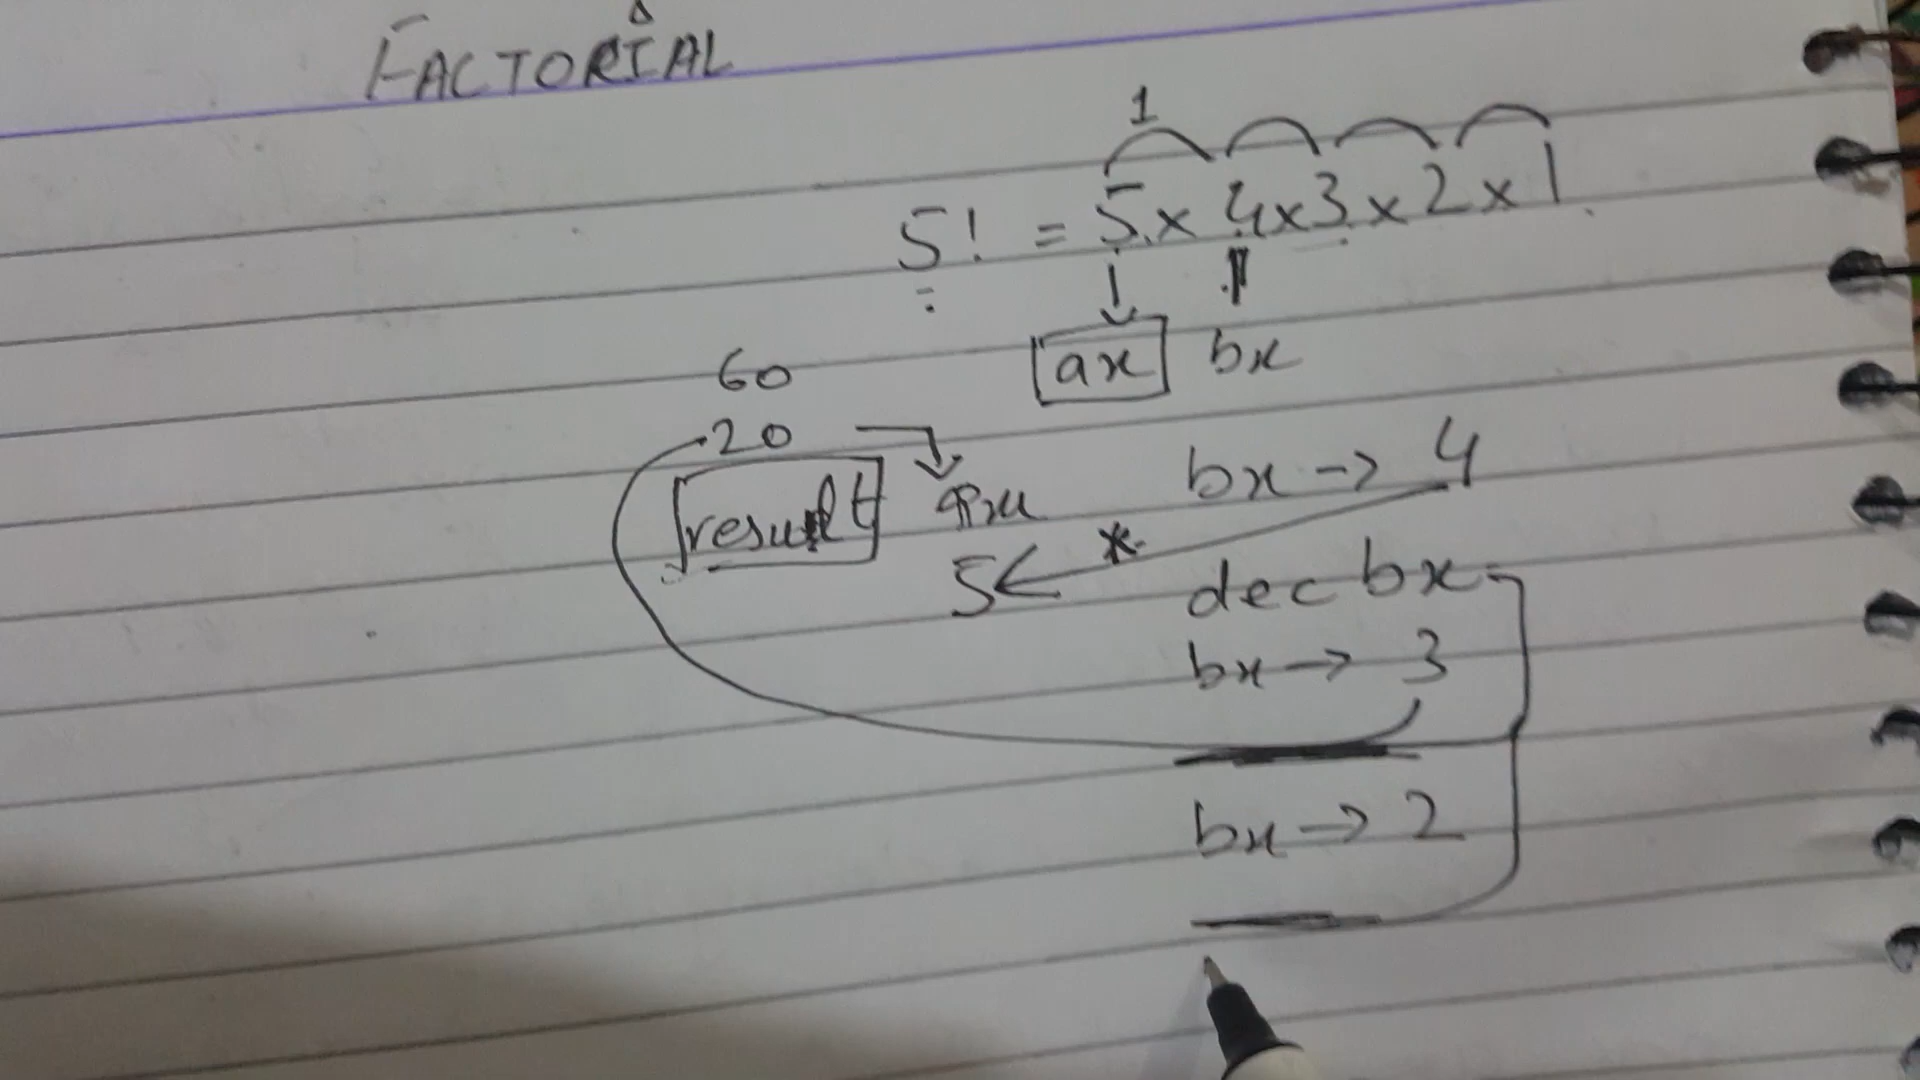 FACTORIAL
1
5! = 5 x 4 x 3 x 2 x 1
ax bx
60
20
result
bx -> 4
5 *
dec bx
bx -> 3
bx -> 2